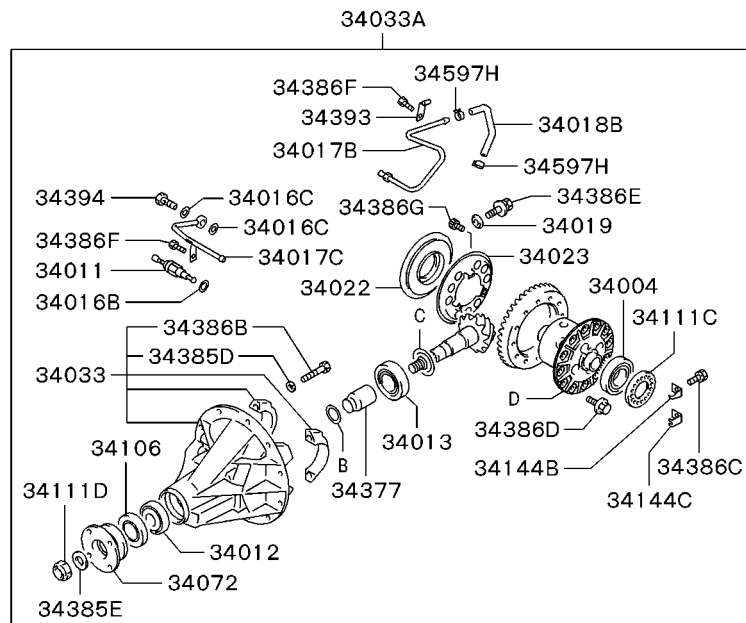 34033A
34597H
34386F
34393
34018B
34017B
34597H
34394
34016C
34386E
34386G
34016C
34019
34386F
34017C
34023
34011
34022
34004
34016B
C
34111C
34386B
34385D
34033
D
34013
34386D
34106
B
34144B
34386C
34377
34111D
34144C
34012
34072
34385E